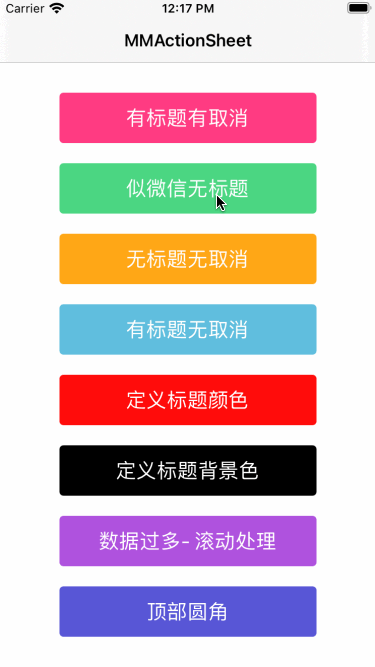 Carrier 12:17 PM
MMActionSheet
有标题有取消
似微信无标题
无标题无取消
有标题无取消
定义标题颜色
定义标题背景色
数据过多- 滚动处理
顶部圆角